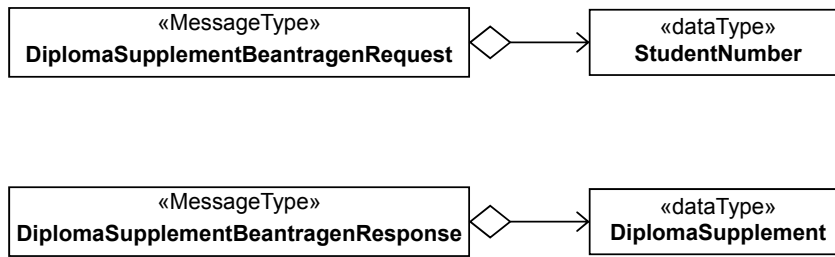 «MessageType»
DiplomaSupplementBeantragenRequest
«dataType»
StudentNumber
«MessageType»
DiplomaSupplementBeantragenResponse
«dataType»
DiplomaSupplement